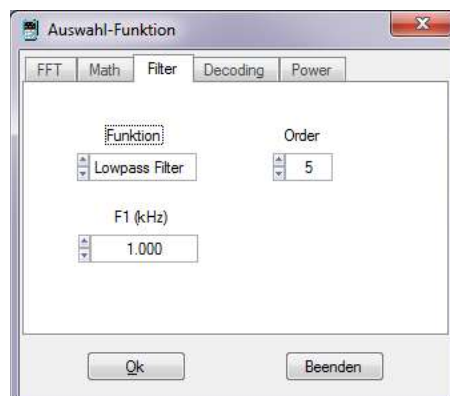 Auswahl-Funktion
FFT Math Filter Decoding Power
Funktion Order
Lowpass Filter 5
F1 (kHz)
1.000
Ok Beenden